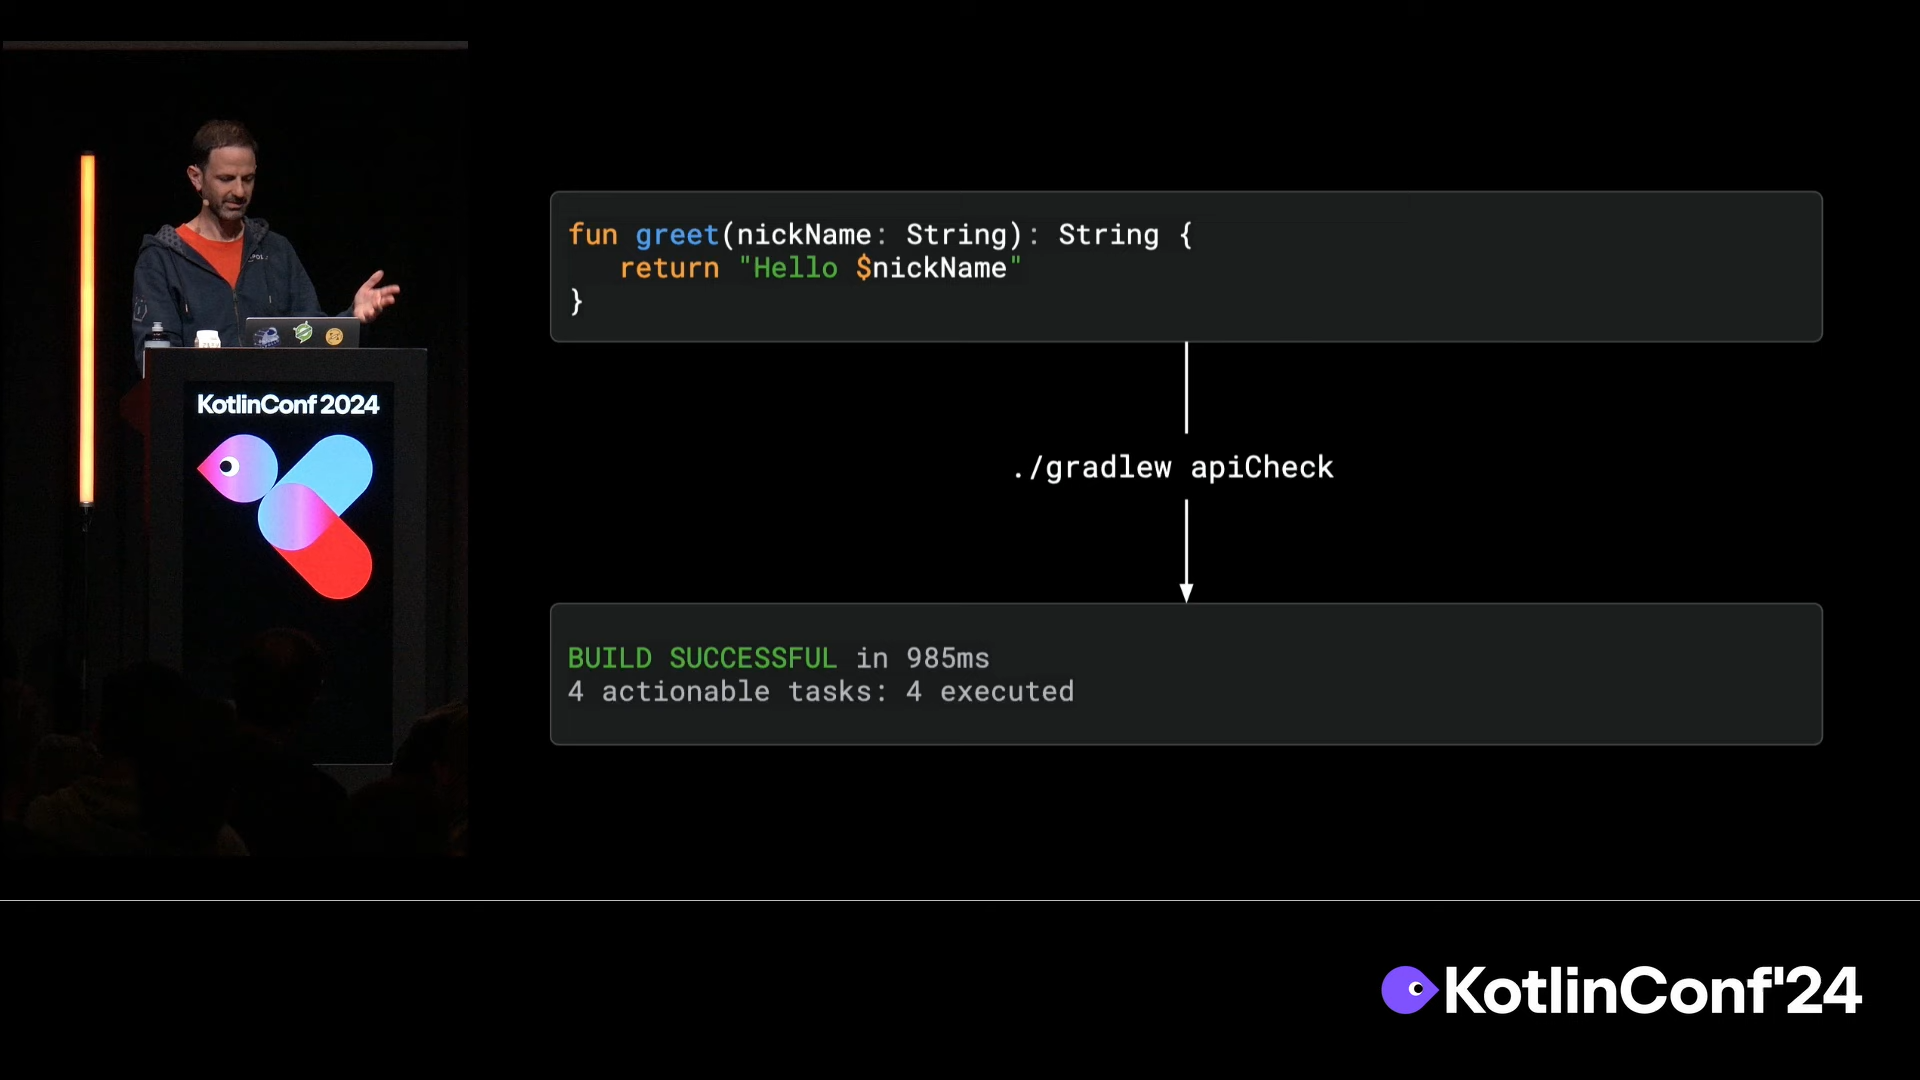 KotlinConf 2024
fun greet(nickName: String): String {
return "Hello $nickName"
}
./gradlew apiCheck
BUILD SUCCESSFUL in 985ms
4 actionable tasks: 4 executed
KotlinConf'24